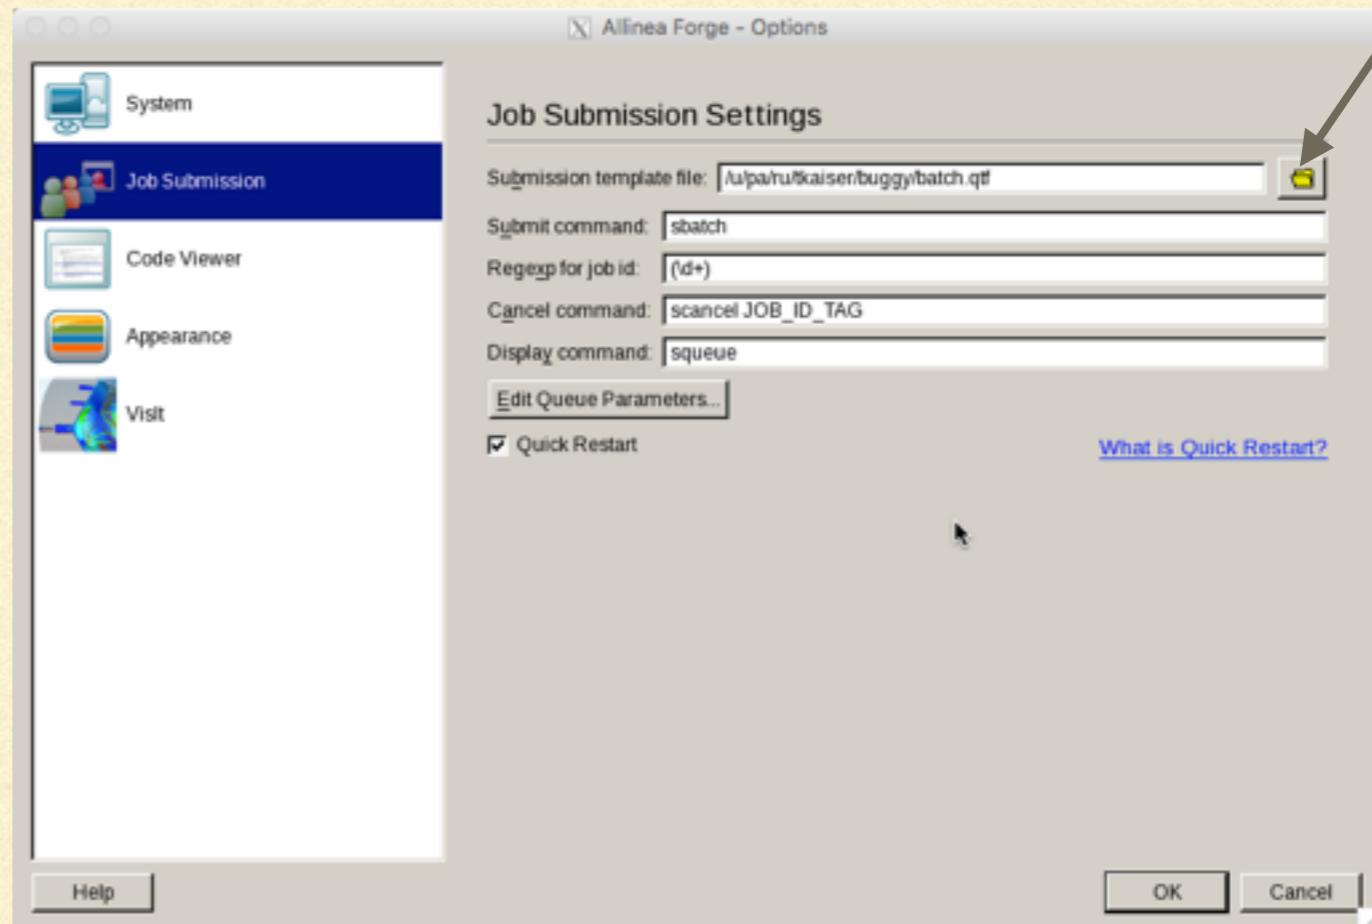 Allinea Forge - Options
System
Job Submission
Code Viewer
Appearance
VisIt
Job Submission Settings
Submission template file: /u/pa/ru/tkaiser/buggy/batch.qtf
Submit command: sbatch
Regexp for job id: (\d+)
Cancel command: scancel JOB_ID_TAG
Display command: squeue
Edit Queue Parameters...
Quick Restart
What is Quick Restart?
Help
OK
Cancel